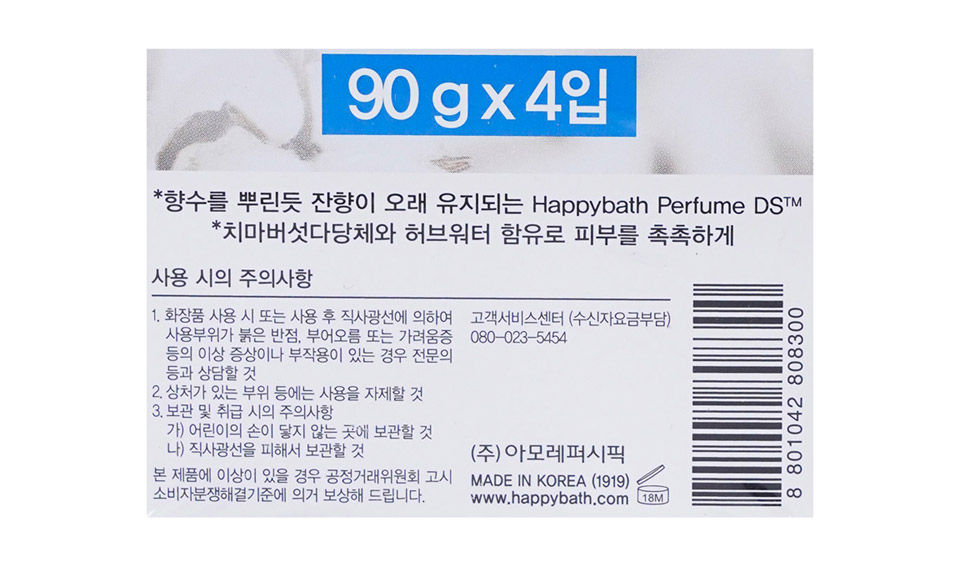 90 g x 4입
*향수를 뿌린듯 잔향이 오래 유지되는 Happybath Perfume DS™
*치마버섯다당체와 허브워터 함유로 피부를 촉촉하게
사용 시의 주의사항
1. 화장품 사용 시 또는 사용 후 직사광선에 의하여
사용부위가 붉은 반점, 부어오름 또는 가려움증
등의 이상 증상이나 부작용이 있는 경우 전문의
등과 상담할 것
2. 상처가 있는 부위 등에는 사용을 자제할 것
3. 보관 및 취급 시의 주의사항
가) 어린이의 손이 닿지 않는 곳에 보관할 것
나) 직사광선을 피해서 보관할 것
본 제품에 이상이 있을 경우 공정거래위원회 고시
소비자분쟁해결기준에 의거 보상해 드립니다.
고객서비스센터 (수신자요금부담)
080-023-5454
(주) 아모레퍼시픽
MADE IN KOREA (1919)
www.happybath.com
18M
8 801042 808300